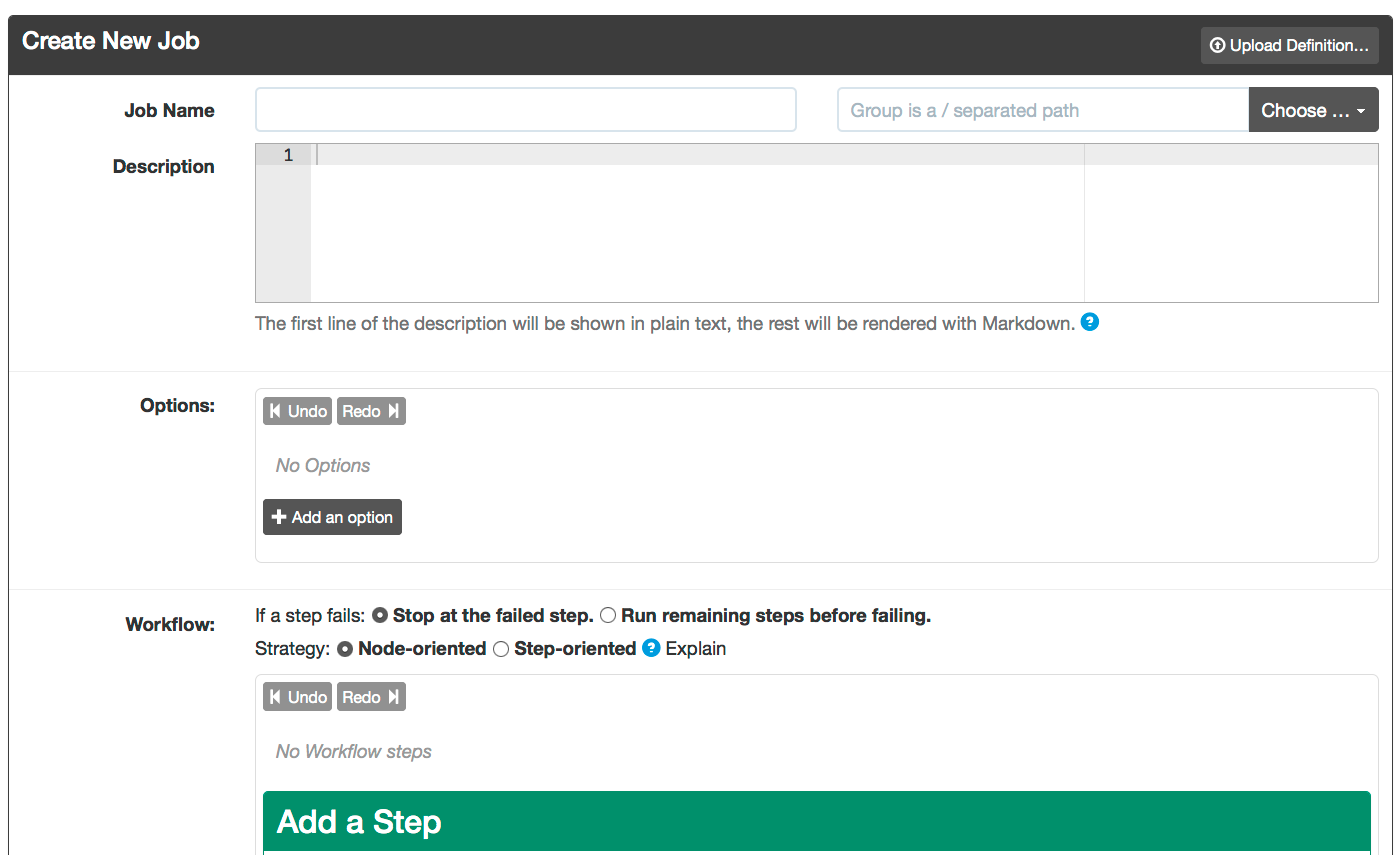 Create New Job
Upload Definition...
Job Name
Group is a / separated path
Choose ...
Description
1
The first line of the description will be shown in plain text, the rest will be rendered with Markdown. ?
Options:
Undo Redo
No Options
Add an option
Workflow:
If a step fails: Stop at the failed step. Run remaining steps before failing.
Strategy: Node-oriented Step-oriented ? Explain
Undo Redo
No Workflow steps
Add a Step